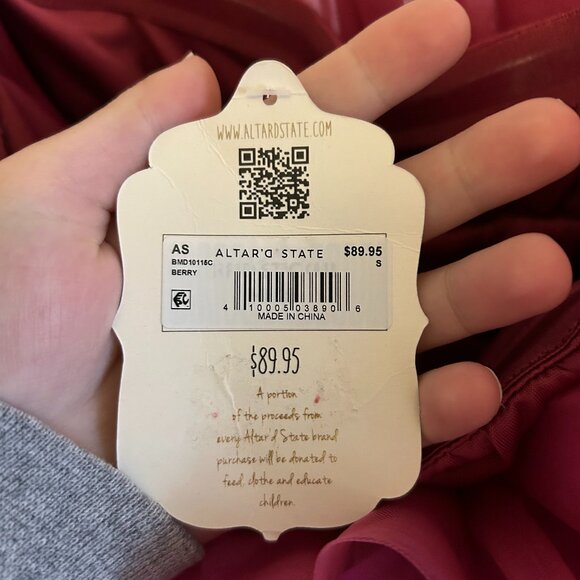 WWW.ALTARDSTATE.COM
AS ALTAR'D STATE $89.95
BMD10115C S
BERRY
4 10005 03890 6
MADE IN CHINA
$89.95
A portion
of the proceeds from
every Altar'd State brand
purchase will be donated to
feed, clothe and educate
children.